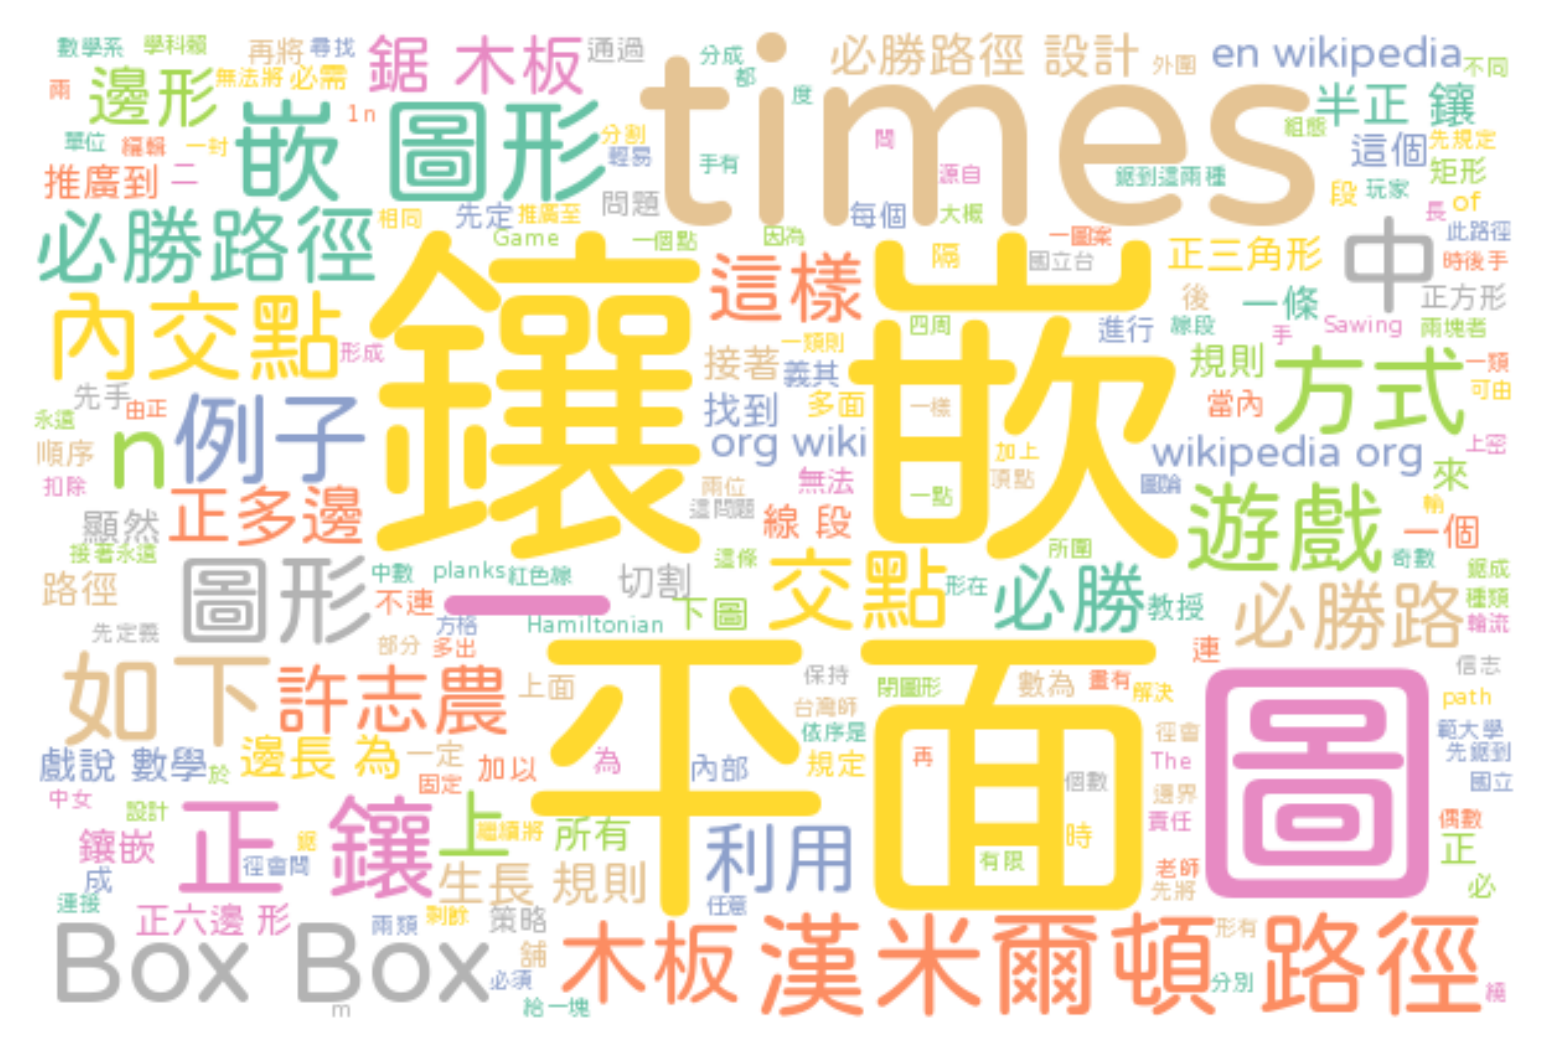 數學系 學科賴 再將 尋找 鋸 木板 通過 times 分成 必勝路徑 設計 外圍 en wikipedia 不同
兩 邊形 無法將 必需 都 度
嵌 圖形 1n 半正 鑲
單位 編輯 一封 分割 問 組態 這個 先規定
推廣到 二 輕易 手有 源自 鋸到這兩種 矩形
問題 段 玩家 of
必勝路徑 相同 先定 推廣至 每個 大概 長 此路徑
Game 一個點 因為 一圖案 中
鑲嵌 這樣 隔 國立台 正三角形 時後手
內交點 後 一條 正方形
形成 四周 進行 線段 手 Sawing 兩塊者
一類則 接著 義其 規則 方式 一類
先手 由正 例子 找到 多面 一樣 當內 可由
永遠 n org wiki 加上 wikipedia org 上密
順序 扣除 兩位 無法 一點 頂點 圖論 來
顯然 正多邊 這問題 線 段 遊戲 輸 一個
接著永遠 中數 planks 紅色線 這條 所圍 奇數
路徑 圖形 不連 一 切割 下圖 交點 形在 必勝 教授 必勝路 鋸成 種類
先定義 方格 Hamiltonian 輪流
部分 多出 平面 連 圖
如下 許志農 上面 保持 閉圖形 數為 畫有 解決 信志
台灣師 path
戲說 數學 於 邊長 為 一定 依序是 徑會 範大學
固定 加以 為 內部 規定 再 個數 The 先鋸到
中女 設計 邊界 國立
鑲嵌 正 鑲 鋸 上 繼續將 所有 時 責任 偶數
成 徑會問 利用 有限 正
生長 規則 老師 先將 必
連接 正六邊 形 兩類 剩餘 策略 任意
Box Box 舖 木板 漢米爾頓 路徑 形有
必須 分別
m 給一塊 繞